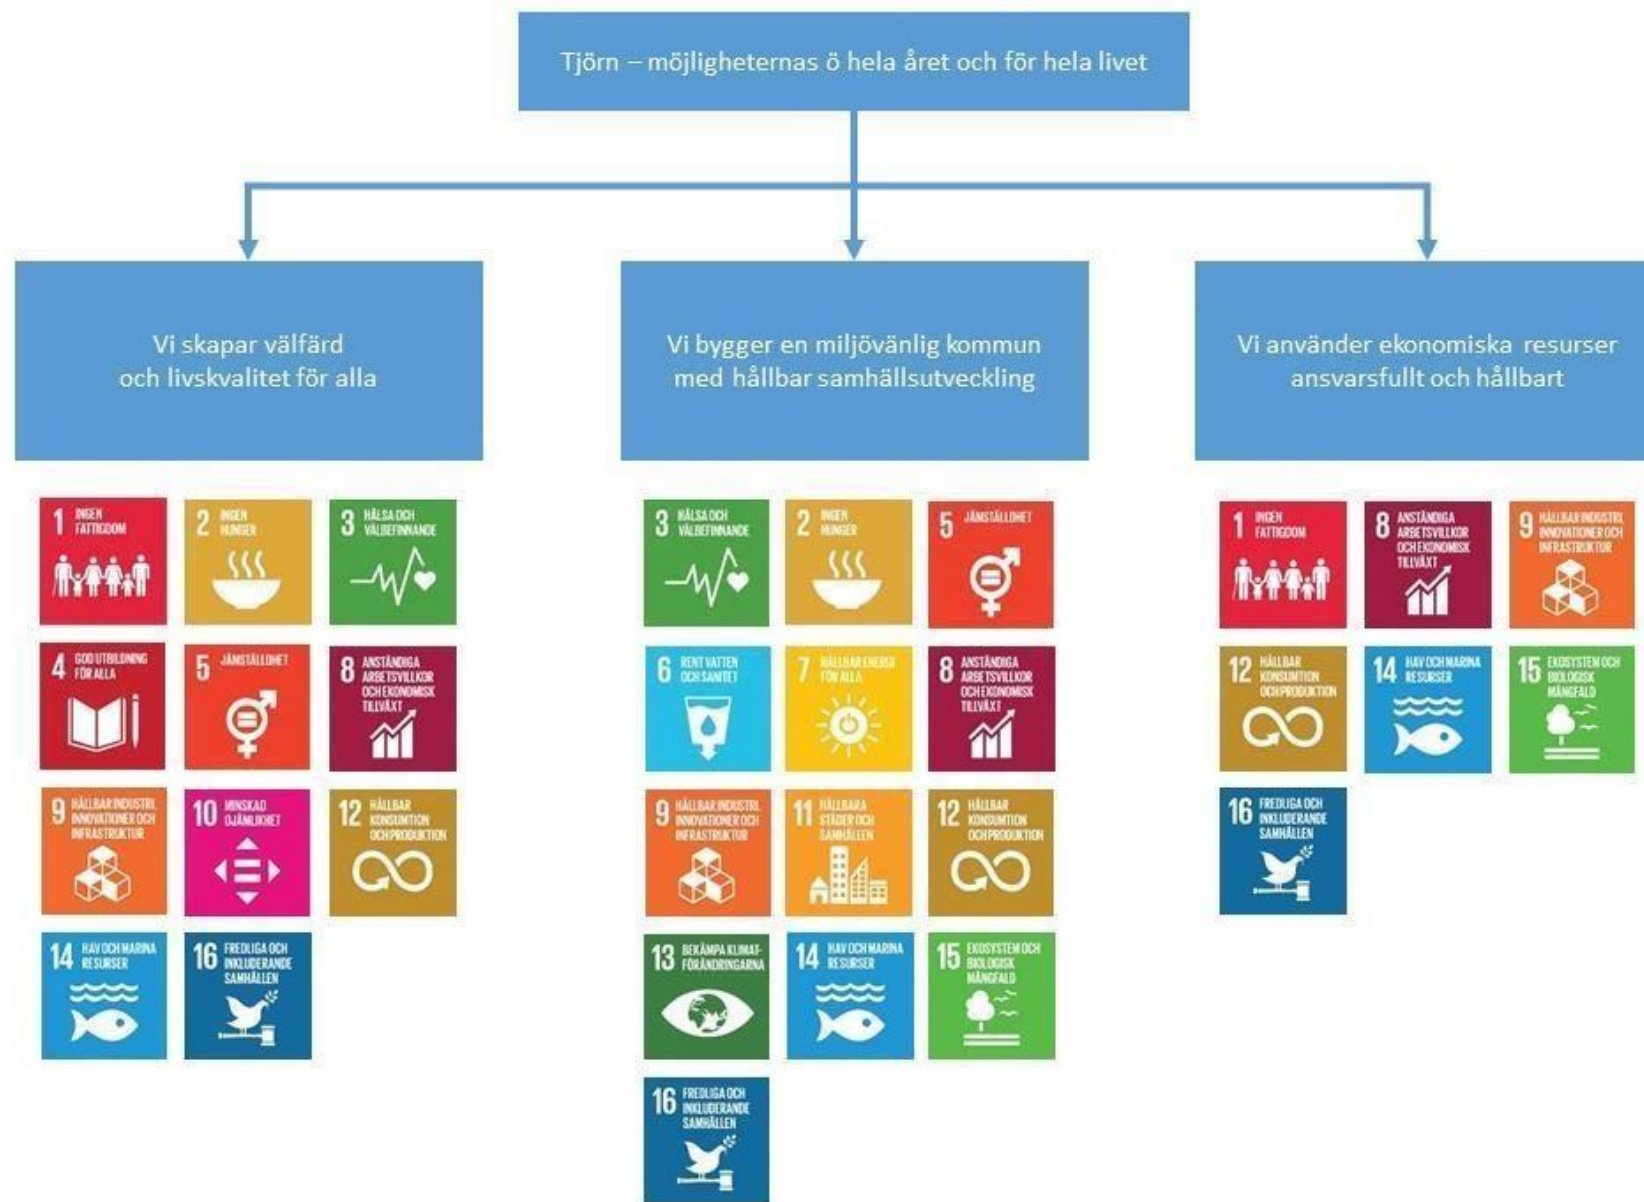 Tjörn – möjligheternas ö hela året och för hela livet
Vi skapar välfärd
och livskvalitet för alla
1 INGEN
FATTIGDOM
2 INGEN
HUNGER
3 HÄLSA OCH
VÄLBEFINNANDE
4 GOD UTBILDNING
FÖR ALLA
5 JÄMSTÄLLDHET
8 ANSTÄNDIGA
ARBETSVILLKOR
OCH EKONOMISK
TILLVÄXT
9 HÅLLBAR INDUSTRI,
INNOVATIONER OCH
INFRASTRUKTUR
10 MINSKAD
OJÄMLIKHET
12 HÅLLBAR
KONSUMTION
OCH PRODUKTION
14 HAV OCH MARINA
RESURSER
16 FREDLIGA OCH
INKLUDERANDE
SAMHÄLLEN
Vi bygger en miljövänlig kommun
med hållbar samhällsutveckling
3 HÄLSA OCH
VÄLBEFINNANDE
2 INGEN
HUNGER
5 JÄMSTÄLLDHET
6 RENT VATTEN
OCH SANITET
7 HÅLLBAR ENERGI
FÖR ALLA
8 ANSTÄNDIGA
ARBETSVILLKOR
OCH EKONOMISK
TILLVÄXT
9 HÅLLBAR INDUSTRI,
INNOVATIONER OCH
INFRASTRUKTUR
11 HÅLLBARA
STÄDER OCH
SAMHÄLLEN
12 HÅLLBAR
KONSUMTION
OCH PRODUKTION
13 BEKÄMPA KLIMAT-
FÖRÄNDRINGARNA
14 HAV OCH MARINA
RESURSER
15 EKOSYSTEM OCH
BIOLOGISK
MÅNGFALD
16 FREDLIGA OCH
INKLUDERANDE
SAMHÄLLEN
Vi använder ekonomiska resurser
ansvarsfullt och hållbart
1 INGEN
FATTIGDOM
8 ANSTÄNDIGA
ARBETSVILLKOR
OCH EKONOMISK
TILLVÄXT
9 HÅLLBAR INDUSTRI,
INNOVATIONER OCH
INFRASTRUKTUR
12 HÅLLBAR
KONSUMTION
OCH PRODUKTION
14 HAV OCH MARINA
RESURSER
15 EKOSYSTEM OCH
BIOLOGISK
MÅNGFALD
16 FREDLIGA OCH
INKLUDERANDE
SAMHÄLLEN